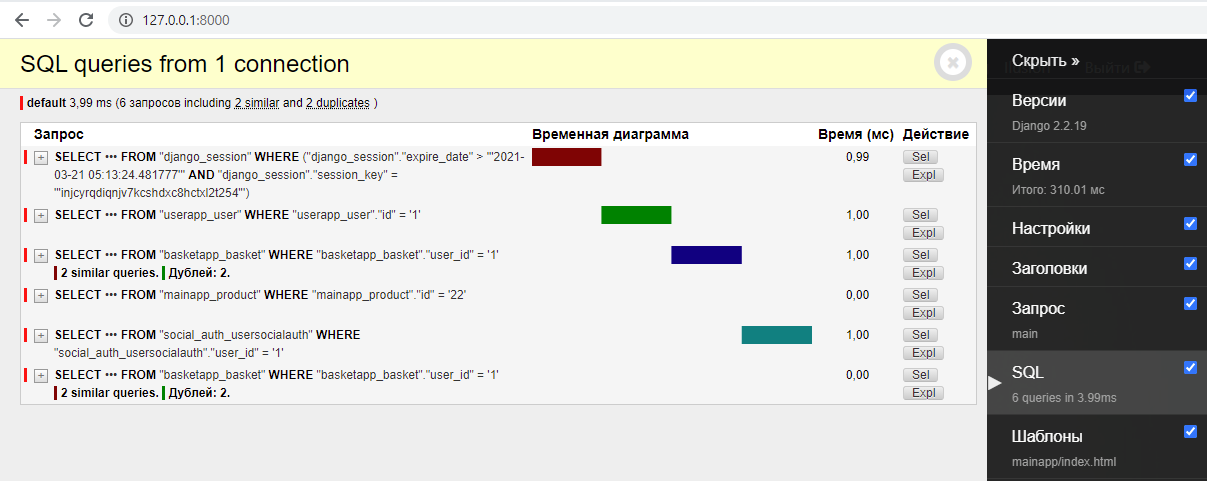 127.0.0.1:8000
SQL queries from 1 connection
default 3,99 ms (6 запросов including 2 similar and 2 duplicates )
Запрос Временная диаграмма Время (мс) Действие
SELECT ••• FROM "django_session" WHERE ("django_session"."expire_date" > '"2021- 0,99 Sel
03-21 05:13:24.481777"' AND "django_session"."session_key" = Expl
'"injcyrqdiqnjv7kcshdxc8hctxl2t254"')
SELECT ••• FROM "userapp_user" WHERE "userapp_user"."id" = '1' 1,00 Sel
Expl
SELECT ••• FROM "basketapp_basket" WHERE "basketapp_basket"."user_id" = '1' 1,00 Sel
2 similar queries. Дублей: 2. Expl
SELECT ••• FROM "mainapp_product" WHERE "mainapp_product"."id" = '22' 0,00 Sel
Expl
SELECT ••• FROM "social_auth_usersocialauth" WHERE 1,00 Sel
"social_auth_usersocialauth"."user_id" = '1' Expl
SELECT ••• FROM "basketapp_basket" WHERE "basketapp_basket"."user_id" = '1' 0,00 Sel
2 similar queries. Дублей: 2. Expl
Скрыть »
Выйти
Версии
Django 2.2.19
Время
Итого: 310.01 мс
Настройки
Заголовки
Запрос
main
SQL
6 queries in 3.99ms
Шаблоны
mainapp/index.html